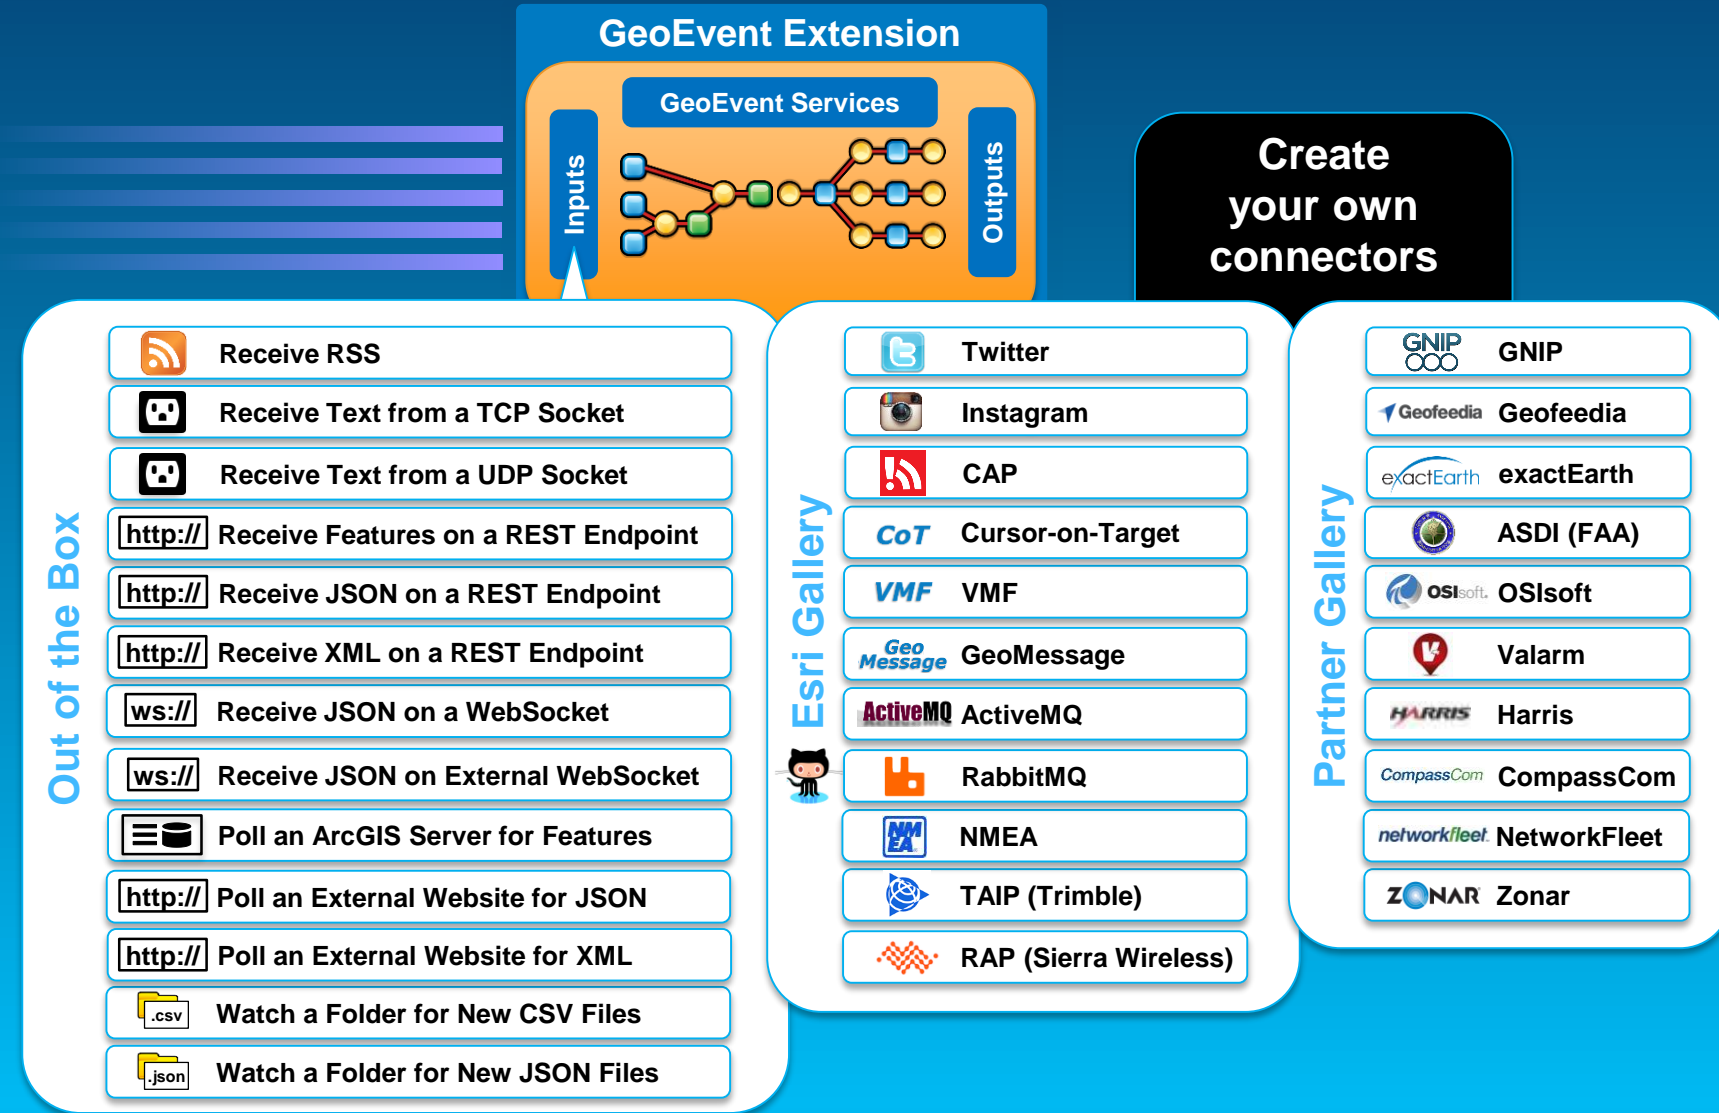 GeoEvent Extension
GeoEvent Services
Inputs
Outputs
Create
your own
connectors
Out of the Box
Receive RSS
Receive Text from a TCP Socket
Receive Text from a UDP Socket
http:// Receive Features on a REST Endpoint
http:// Receive JSON on a REST Endpoint
http:// Receive XML on a REST Endpoint
ws:// Receive JSON on a WebSocket
ws:// Receive JSON on External WebSocket
Poll an ArcGIS Server for Features
http:// Poll an External Website for JSON
http:// Poll an External Website for XML
.csv Watch a Folder for New CSV Files
.json Watch a Folder for New JSON Files
Esri Gallery
Twitter
Instagram
CAP
CoT Cursor-on-Target
VMF VMF
Geo
Message GeoMessage
ActiveMQ ActiveMQ
RabbitMQ
NM
EA NMEA
TAIP (Trimble)
RAP (Sierra Wireless)
Partner Gallery
GNIP GNIP
Geofeedia Geofeedia
exactEarth exactEarth
ASDI (FAA)
OSIsoft. OSIsoft
Valarm
HARRIS Harris
CompassCom CompassCom
networkfleet. NetworkFleet
ZONAR Zonar